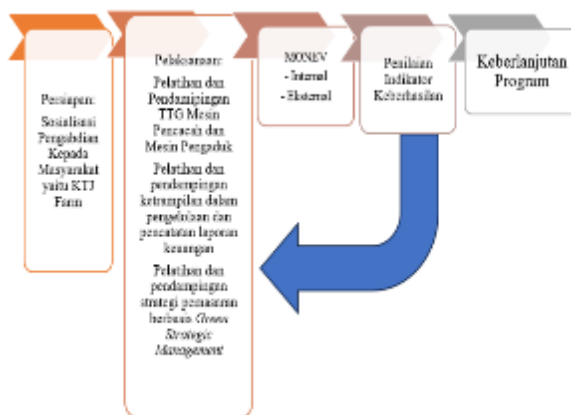 Persiapan:
Sosialisasi
Pengabdian
Kepada
Masyarakat
yaitu KTJ
Farm
Pelaksanaan:
Pelatihan dan
Pendampingan
TTG Mesin
Pencacah dan
Mesin Pengaduk
Pelatihan dan
pendampingan
ketrampilan dalam
pengelolaan dan
pencatatan laporan
keuangan
Pelatihan dan
pendampingan
strategi pemasaran
berbasis Green
Strategic
Management
MONEV
- Internal
- Eksternal
Penilaian
Indikator
Keberhasilan
Keberlanjutan
Program